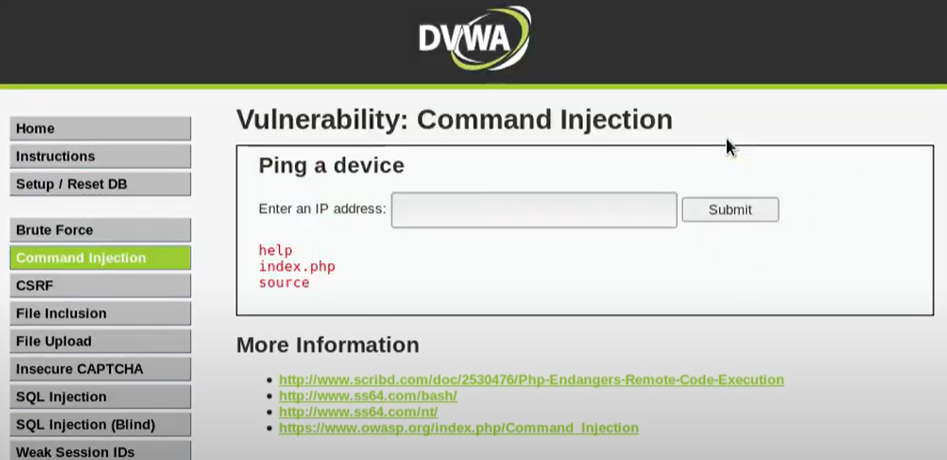 DVWA
Home
Instructions
Setup / Reset DB
Brute Force
Command Injection
CSRF
File Inclusion
File Upload
Insecure CAPTCHA
SQL Injection
SQL Injection (Blind)
Weak Session IDs
Vulnerability: Command Injection
Ping a device
Enter an IP address: Submit
help
index.php
source
More Information
http://www.scribd.com/doc/2530476/Php-Endangers-Remote-Code-Execution
http://www.ss64.com/bash/
http://www.ss64.com/nt/
https://www.owasp.org/index.php/Command_Injection